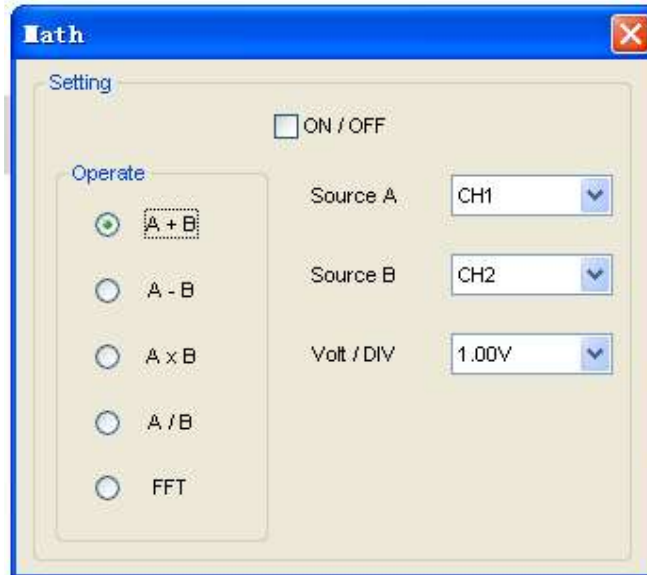 Math
Setting
ON / OFF
Operate
A + B
A - B
A x B
A / B
FFT
Source A CH1
Source B CH2
Volt / DIV 1.00V